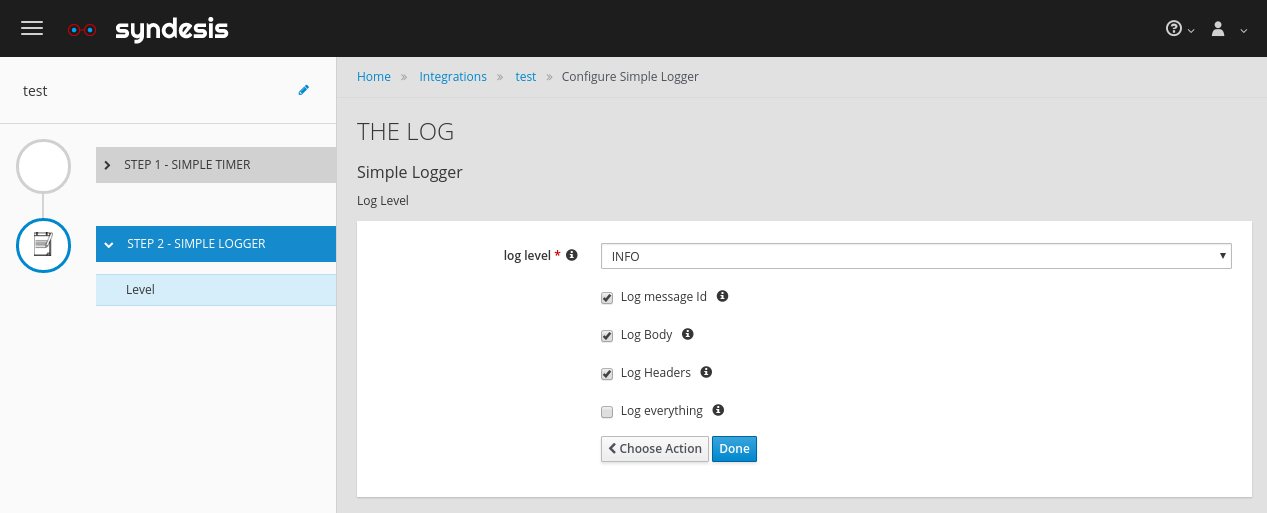 syndesis
test
Home » Integrations » test » Configure Simple Logger
STEP 1 - SIMPLE TIMER
STEP 2 - SIMPLE LOGGER
Level
THE LOG
Simple Logger
Log Level
log level * INFO
Log message Id
Log Body
Log Headers
Log everything
Choose Action Done